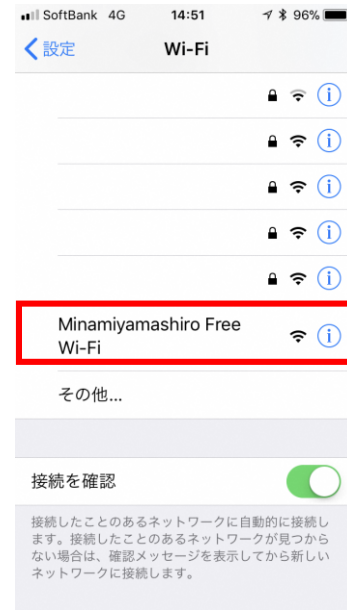 SoftBank 4G 14:51 96%
設定 Wi-Fi
Minamiyamashiro Free
Wi-Fi
その他...
接続を確認
接続したことのあるネットワークに自動的に接続し
ます。接続したことのあるネットワークが見つから
ない場合は、確認メッセージを表示してから新しい
ネットワークに接続します。